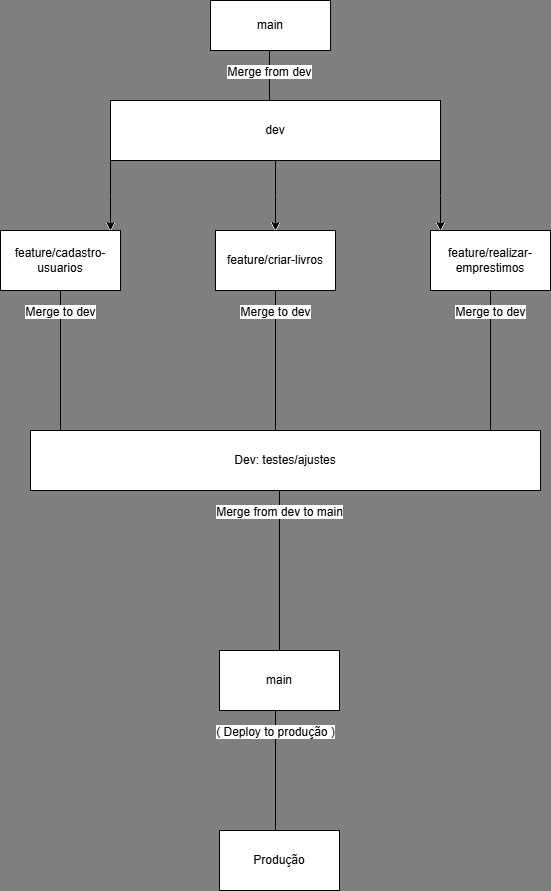 main
Merge from dev
dev
feature/cadastro-
usuarios
feature/criar-livros
feature/realizar-
emprestimos
Merge to dev
Merge to dev
Merge to dev
Dev: testes/ajustes
Merge from dev to main
main
( Deploy to produção )
Produção